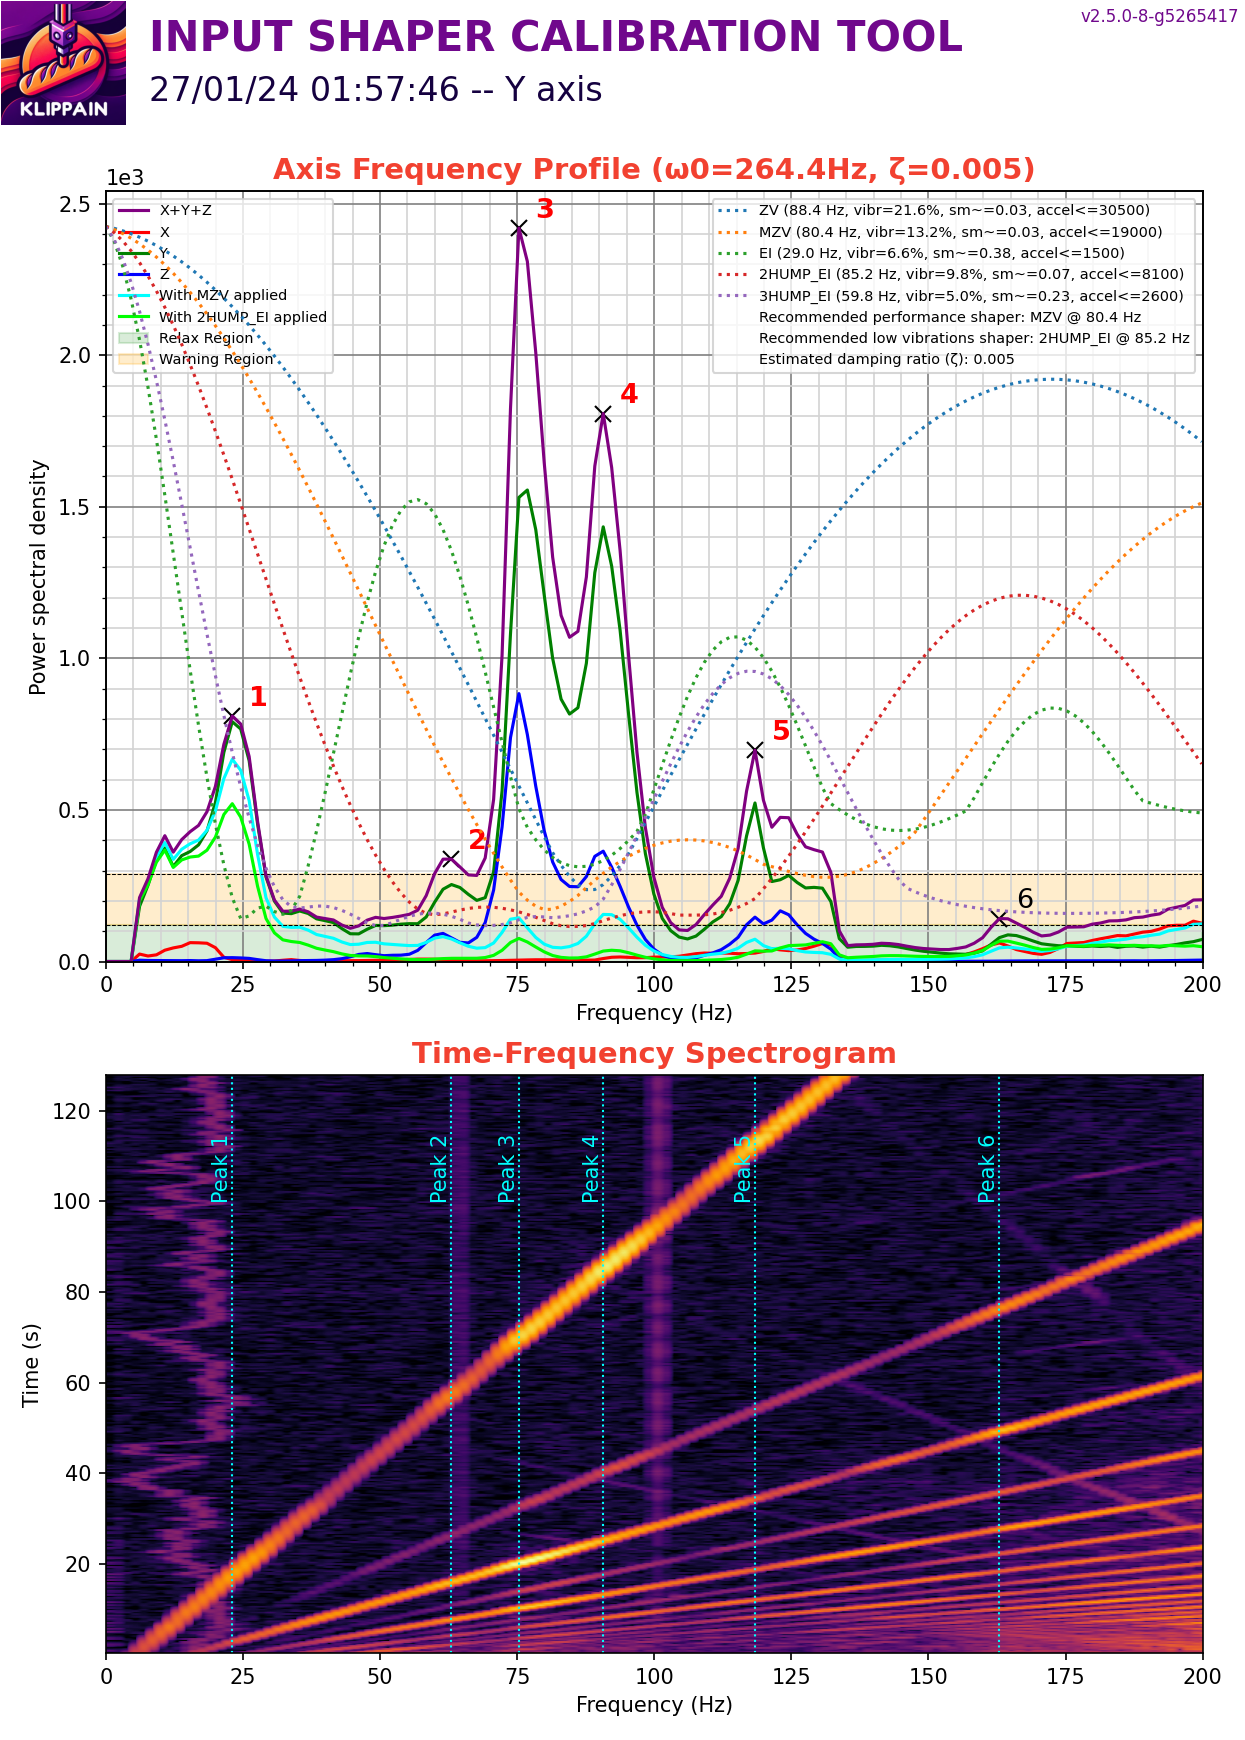 v2.5.0-8-g5265417
INPUT SHAPER CALIBRATION TOOL
27/01/24 01:57:46 -- Y axis
KLIPPAIN
Axis Frequency Profile (ω0=264.4Hz, ζ=0.005)
1e3
X+Y+Z
X
Y
Z
With MZV applied
With 2HUMP_EI applied
Relax Region
Warning Region
ZV (88.4 Hz, vibr=21.6%, sm~=0.03, accel<=30500)
MZV (80.4 Hz, vibr=13.2%, sm~=0.03, accel<=19000)
EI (29.0 Hz, vibr=6.6%, sm~=0.38, accel<=1500)
2HUMP_EI (85.2 Hz, vibr=9.8%, sm~=0.07, accel<=8100)
3HUMP_EI (59.8 Hz, vibr=5.0%, sm~=0.23, accel<=2600)
Recommended performance shaper: MZV @ 80.4 Hz
Recommended low vibrations shaper: 2HUMP_EI @ 85.2 Hz
Estimated damping ratio (ζ): 0.005
Power spectral density
2.5
2.0
1.5
1.0
0.5
0.0
1
2
3
4
5
6
0 25 50 75 100 125 150 175 200
Frequency (Hz)
Time-Frequency Spectrogram
Time (s)
120
100
80
60
40
20
Peak 1
Peak 2
Peak 3
Peak 4
Peak 5
Peak 6
0 25 50 75 100 125 150 175 200
Frequency (Hz)